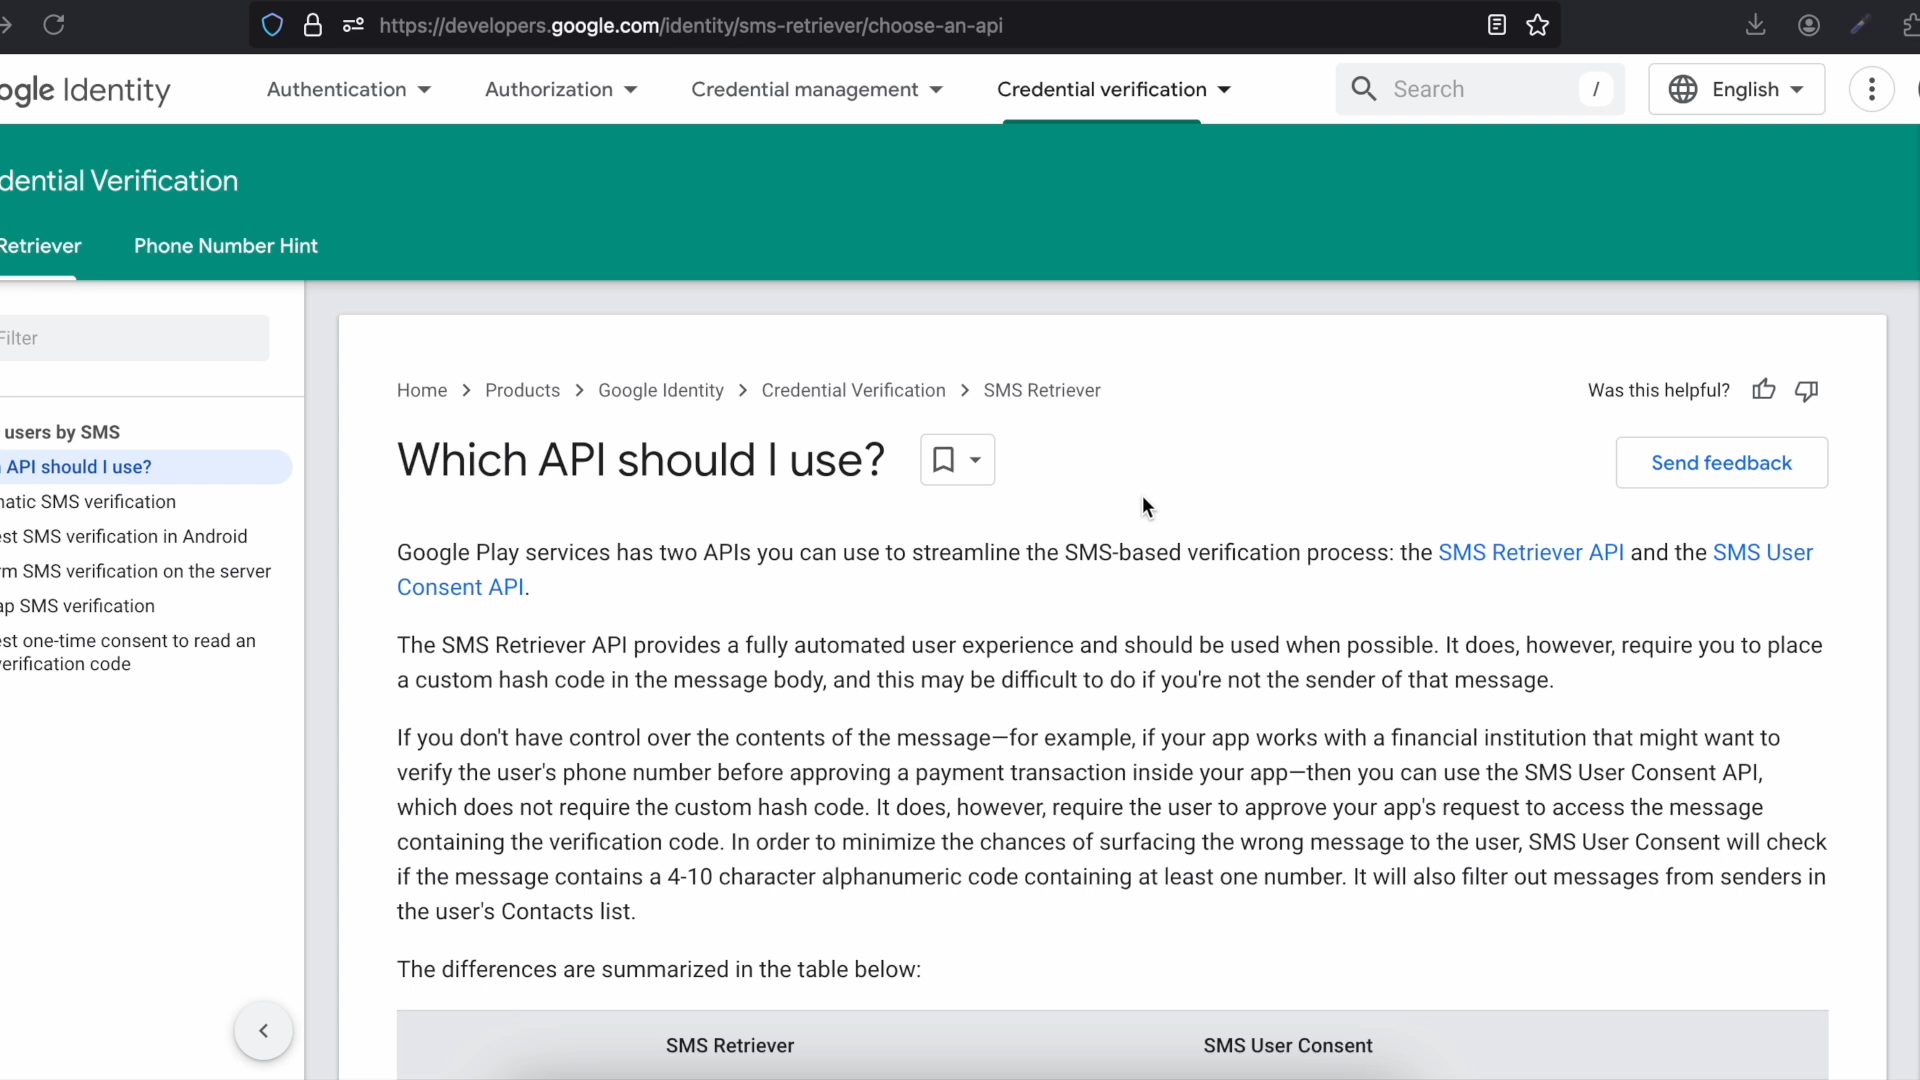 https://developers.google.com/identity/sms-retriever/choose-an-api
ogle Identity
Authentication
Authorization
Credential management
Credential verification
Search
/
English
dential Verification
Retriever
Phone Number Hint
Filter
users by SMS
API should I use?
natic SMS verification
est SMS verification in Android
rm SMS verification on the server
ap SMS verification
est one-time consent to read an
verification code
Home > Products > Google Identity > Credential Verification > SMS Retriever
Was this helpful?
Which API should I use?
Send feedback
Google Play services has two APIs you can use to streamline the SMS-based verification process: the SMS Retriever API and the SMS User
Consent API.
The SMS Retriever API provides a fully automated user experience and should be used when possible. It does, however, require you to place
a custom hash code in the message body, and this may be difficult to do if you're not the sender of that message.
If you don't have control over the contents of the message—for example, if your app works with a financial institution that might want to
verify the user's phone number before approving a payment transaction inside your app—then you can use the SMS User Consent API,
which does not require the custom hash code. It does, however, require the user to approve your app's request to access the message
containing the verification code. In order to minimize the chances of surfacing the wrong message to the user, SMS User Consent will check
if the message contains a 4-10 character alphanumeric code containing at least one number. It will also filter out messages from senders in
the user's Contacts list.
The differences are summarized in the table below:
SMS Retriever
SMS User Consent